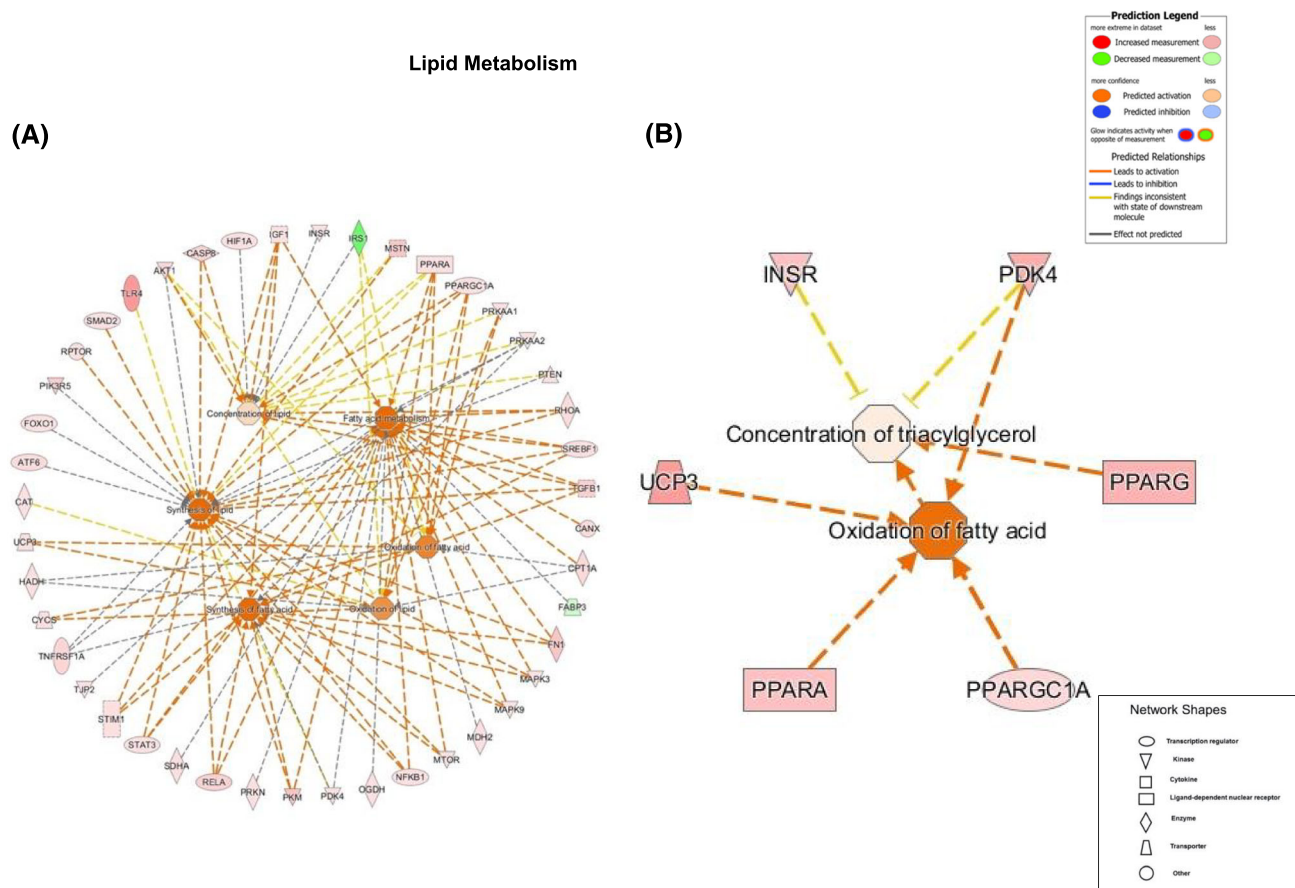 Lipid Metabolism
(A)
HIF1A
IGF1
INSR
IRS1
MSTN
CASP8
PPARA
AKT1
PPARGC1A
TLR4
PRKAA1
SMAD2
PRKAA2
RPTOR
PTEN
PIK3R5
Concentration of lipid
Fatty acid metabolism
RHOA
FOXO1
SREBF1
ATF6
TGFB1
CAT
Synthesis of lipid
CANX
UCP3
Oxidation of fatty acid
CPT1A
HADH
Synthesis of fatty acid
Oxidation of lipid
FABP3
CYCS
FN1
TNFRSF1A
MAPK3
TJP2
MAPK9
STIM1
MDH2
STAT3
MTOR
SDHA
NFKB1
RELA
OGDH
PRKN
PKM
PDK4
(B)
INSR
PDK4
Concentration of triacylglycerol
UCP3
PPARG
Oxidation of fatty acid
PPARA
PPARGC1A
Prediction Legend
more extreme in dataset less
Increased measurement
Decreased measurement
more confidence less
Predicted activation
Predicted inhibition
Glow indicates activity when
opposite of measurement
Predicted Relationships
Leads to activation
Leads to inhibition
Findings inconsistent
with state of downstream
molecule
Effect not predicted
Network Shapes
Transcription regulator
Kinase
Cytokine
Ligand-dependent nuclear receptor
Enzyme
Transporter
Other